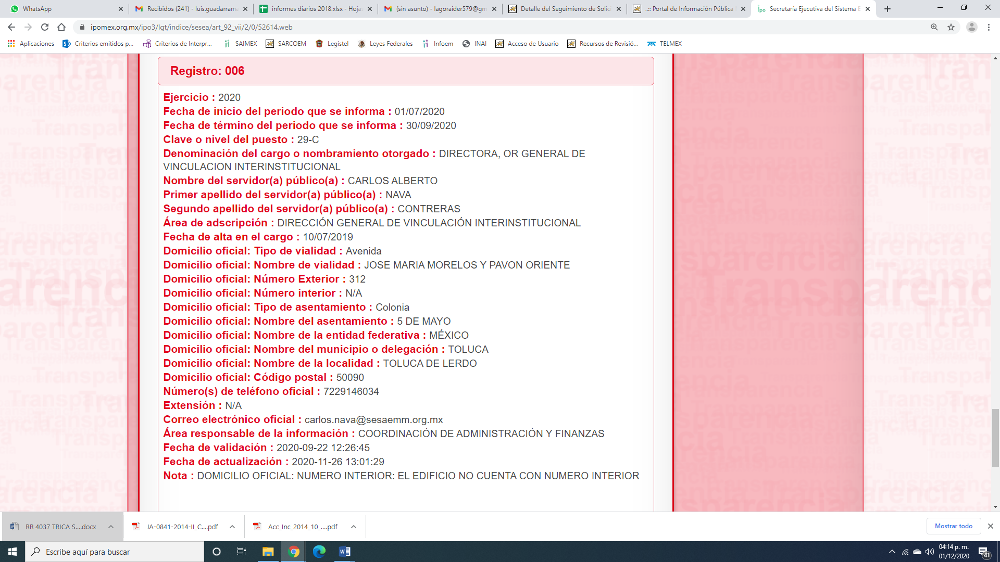 WhatsApp
Recibidos (241) - luis.guadarrama
informes diarios 2018.xlsx - Hojas
(sin asunto) - lagoraider579@gm
Detalle del Seguimiento de Solici
..:: Portal de Información Pública
Secretaría Ejecutiva del Sistema E
ipomex.org.mx/ipo3/lgt/indice/sesea/art_92_vii/2/0/52614.web
Aplicaciones
Criterios emitidos p...
Criterios de Interpr...
SAIMEX
SARCOEM
Legistel
Leyes Federales
Infoem
INAI
Acceso de Usuario
Recursos de Revisió...
TELMEX
Registro: 006
Ejercicio : 2020
Fecha de inicio del periodo que se informa : 01/07/2020
Fecha de término del periodo que se informa : 30/09/2020
Clave o nivel del puesto : 29-C
Denominación del cargo o nombramiento otorgado : DIRECTORA, OR GENERAL DE
VINCULACION INTERINSTITUCIONAL
Nombre del servidor(a) público(a) : CARLOS ALBERTO
Primer apellido del servidor(a) público(a) : NAVA
Segundo apellido del servidor(a) público(a) : CONTRERAS
Área de adscripción : DIRECCIÓN GENERAL DE VINCULACIÓN INTERINSTITUCIONAL
Fecha de alta en el cargo : 10/07/2019
Domicilio oficial: Tipo de vialidad : Avenida
Domicilio oficial: Nombre de vialidad : JOSE MARIA MORELOS Y PAVON ORIENTE
Domicilio oficial: Número Exterior : 312
Domicilio oficial: Número interior : N/A
Domicilio oficial: Tipo de asentamiento : Colonia
Domicilio oficial: Nombre del asentamiento : 5 DE MAYO
Domicilio oficial: Nombre de la entidad federativa : MÉXICO
Domicilio oficial: Nombre del municipio o delegación : TOLUCA
Domicilio oficial: Nombre de la localidad : TOLUCA DE LERDO
Domicilio oficial: Código postal : 50090
Número(s) de teléfono oficial : 7229146034
Extensión : N/A
Correo electrónico oficial : carlos.nava@sesaemm.org.mx
Área responsable de la información : COORDINACIÓN DE ADMINISTRACIÓN Y FINANZAS
Fecha de validación : 2020-09-22 12:26:45
Fecha de actualización : 2020-11-26 13:01:29
Nota : DOMICILIO OFICIAL: NUMERO INTERIOR: EL EDIFICIO NO CUENTA CON NUMERO INTERIOR
RR 4037 TRICA S....docx
JA-0841-2014-II_C....pdf
Acc_Inc_2014_10_....pdf
Mostrar todo
Escribe aquí para buscar
04:14 p. m.
01/12/2020
41